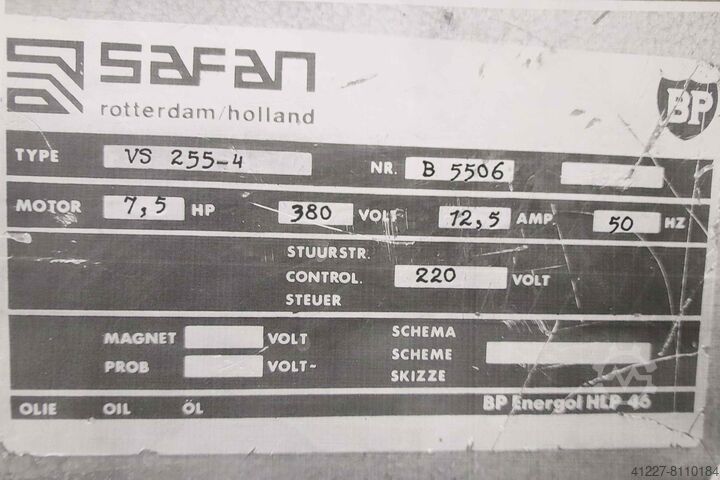 SAFAN
rotterdam/holland
BP
TYPE VS 255-4 NR. B 5506
MOTOR 7,5 HP 380 VOLT 12,5 AMP. 50 HZ
STUURSTR.
CONTROL. 220 VOLT
STEUER
MAGNET VOLT
PROB VOLT~
SCHEMA
SCHEME
SKIZZE
OLIE OIL ÖL BP Energol HLP 46
41227-8110184